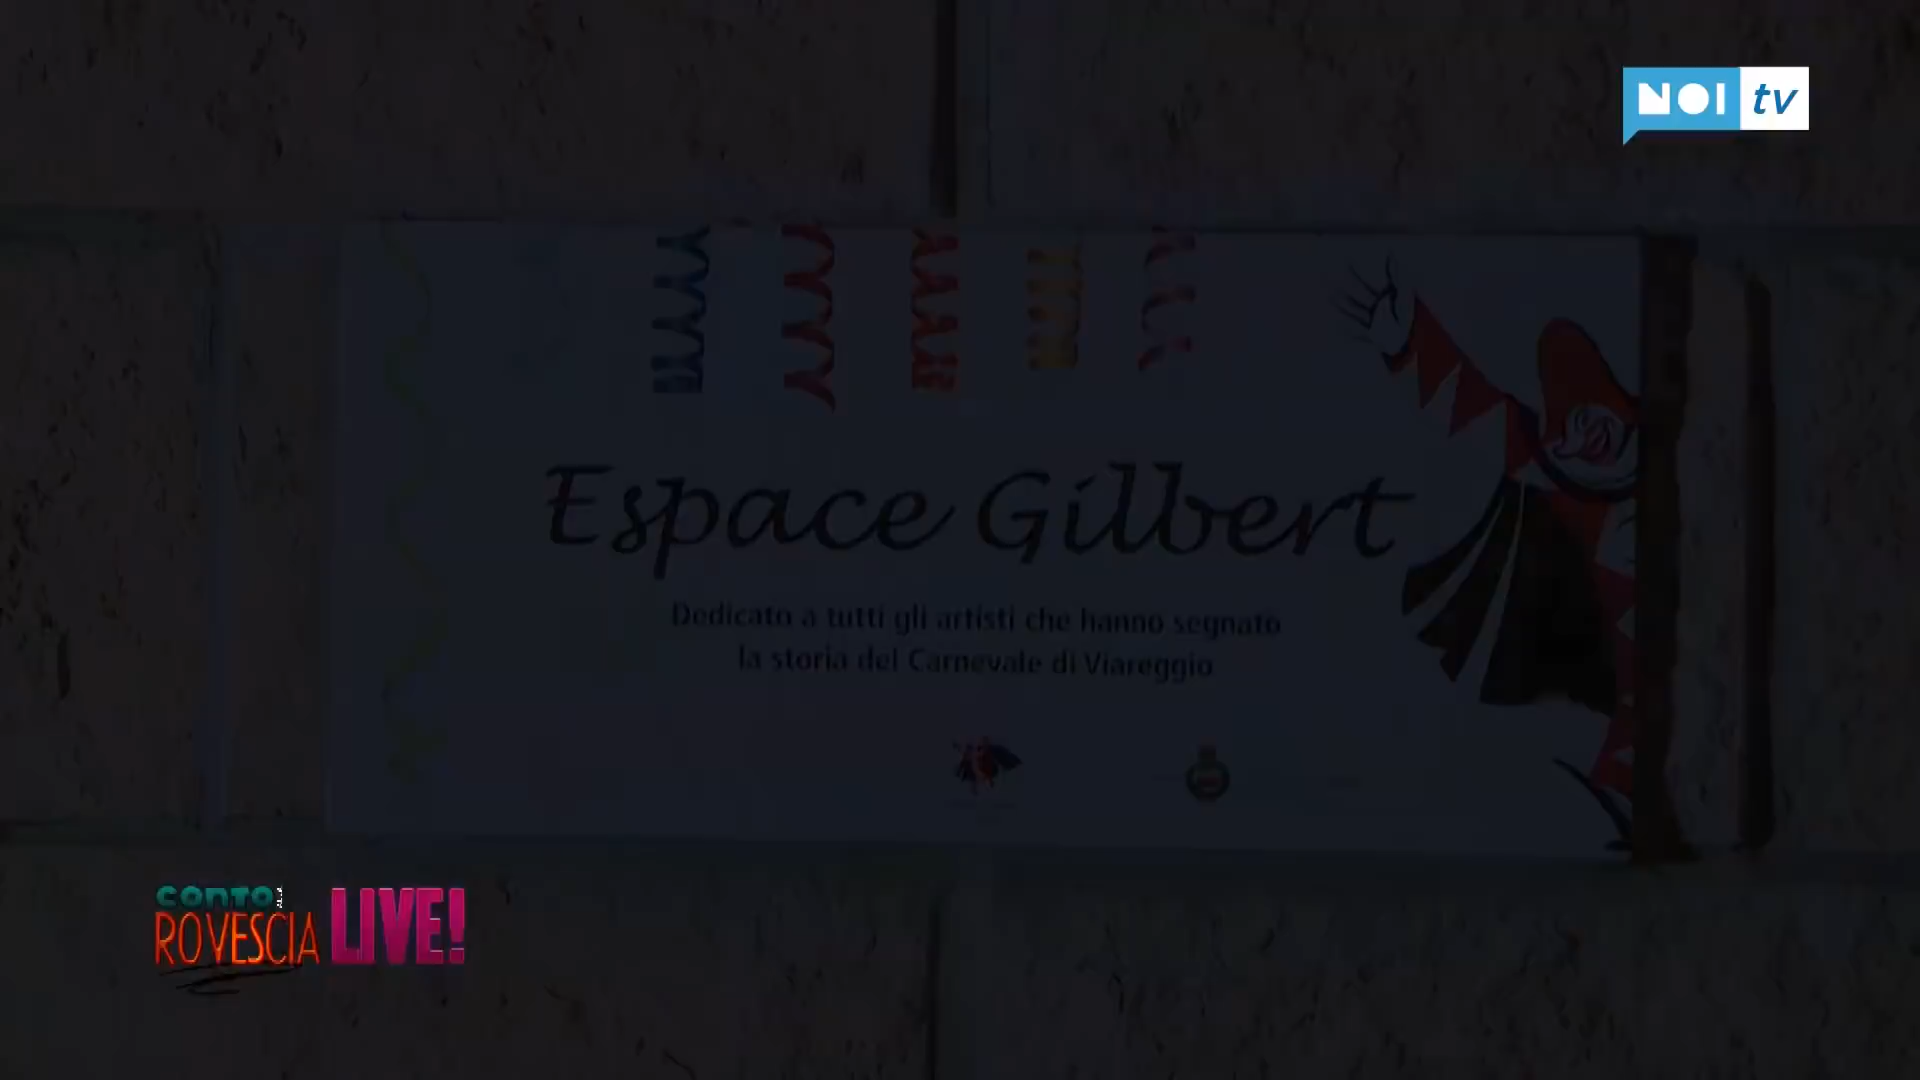 NOI tv
Espace Gilbert
Dedicato a tutti gli artisti che hanno segnato
la storia del Carnevale di Viareggio
CONTO
ROVESCIA LIVE!